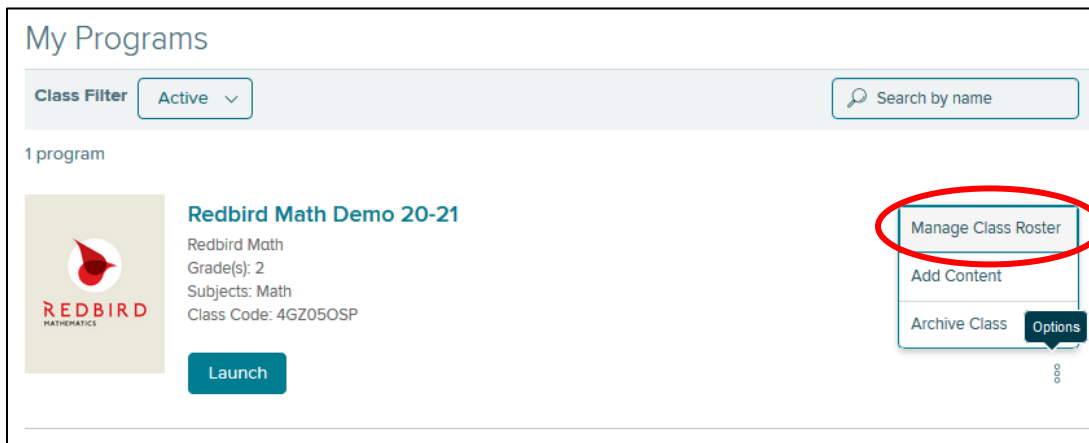 My Programs
Class Filter Active Search by name
1 program
Redbird Math Demo 20-21
Redbird Math
Grade(s): 2
Subjects: Math
Class Code: 4GZ05OSP
Launch
REDBIRD
MATHEMATICS
Manage Class Roster
Add Content
Archive Class
Options